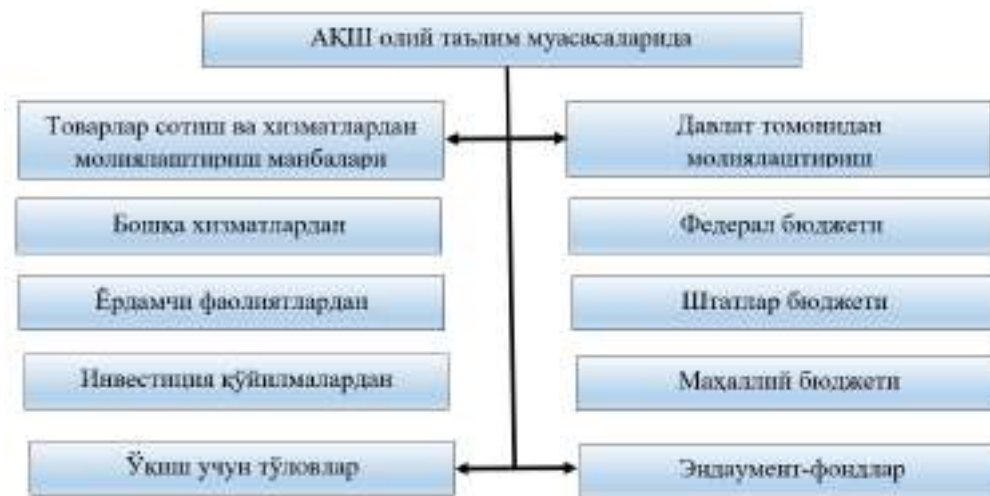 АҚШ олий таълим муасасаларида
Товарлар сотиш ва хизматлардан
молиялаштириш манбалари
Давлат томонидан
молиялаштириш
Бошқа хизматлардан
Федерал бюджети
Ёрдамчи фаолиятлардан
Штатлар бюджети
Инвестиция қўйилмалардан
Маҳаллий бюджети
Ўқиш учун тўловлар
Эндаумент-фондлар